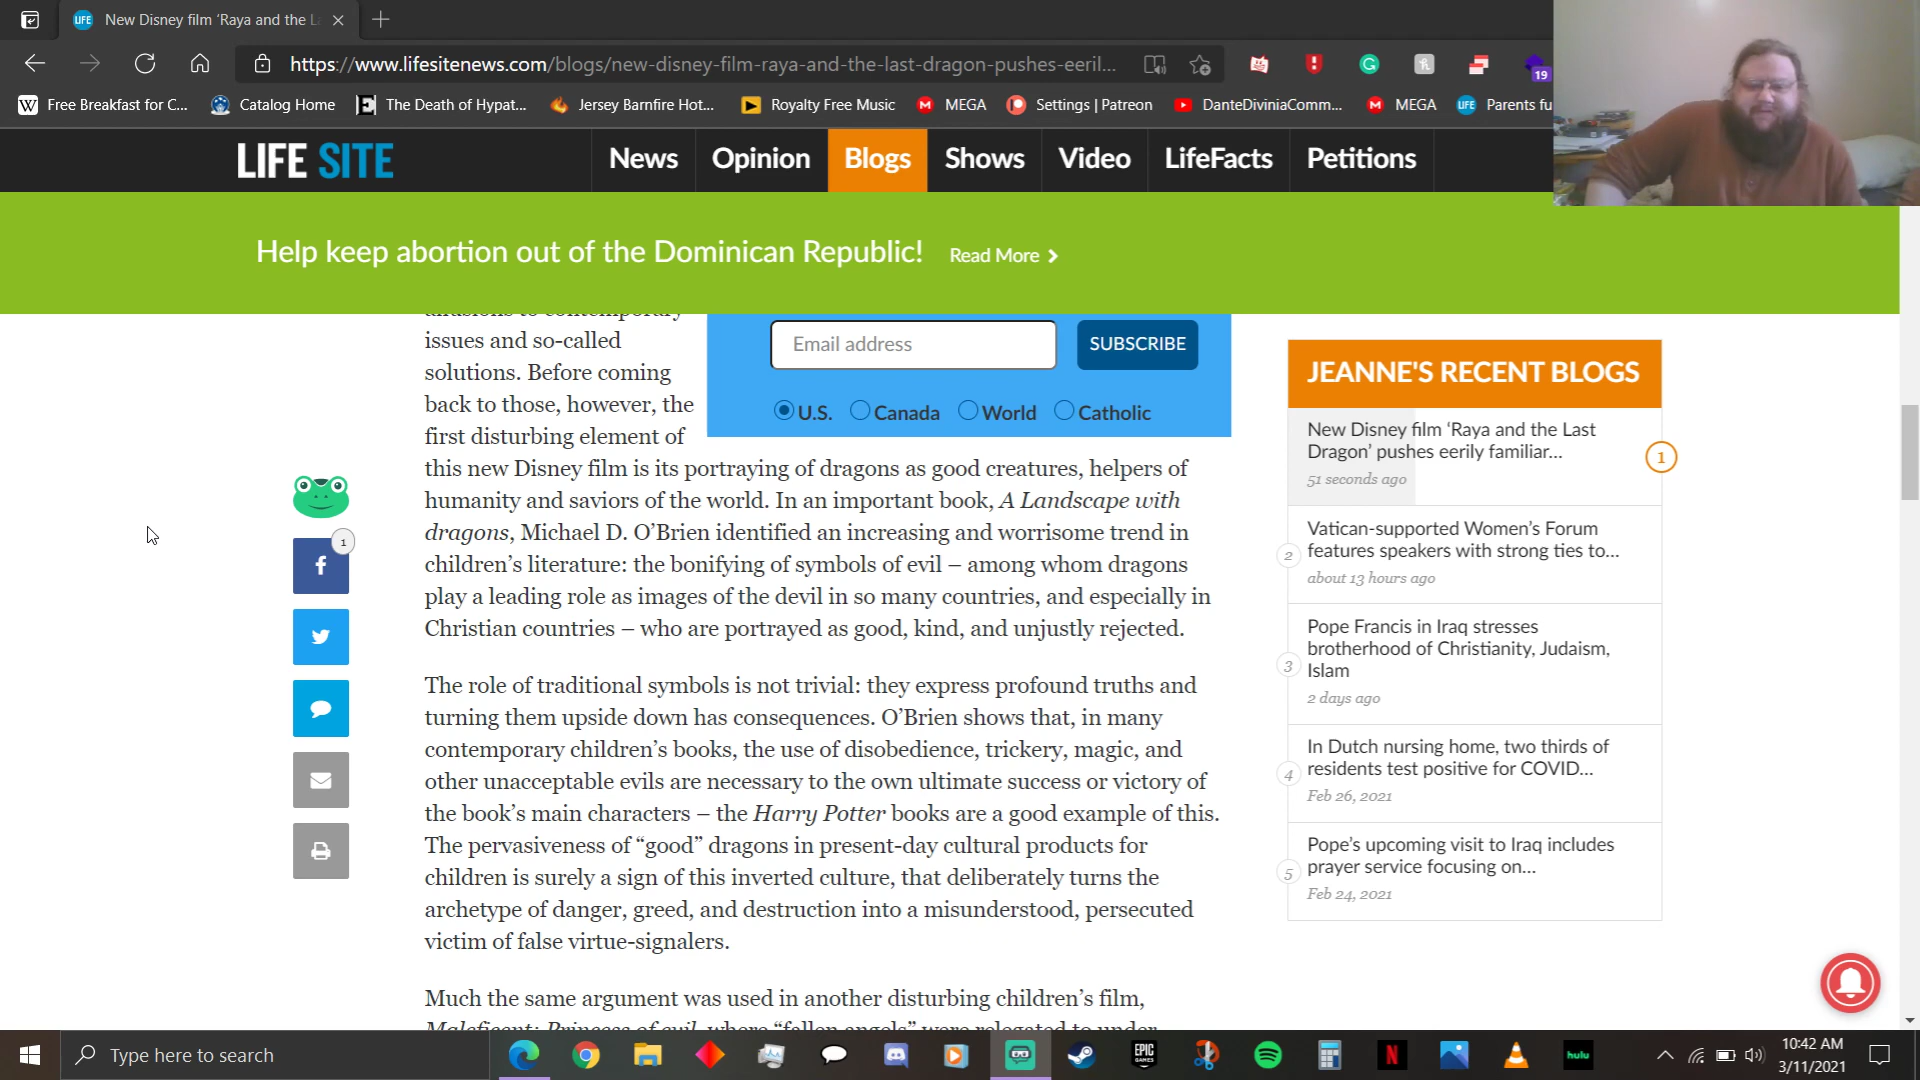 New Disney film ‘Raya and the L
https://www.lifesitenews.com/blogs/new-disney-film-raya-and-the-last-dragon-pushes-eeril...
19
Free Breakfast for C...
Catalog Home
The Death of Hypat...
Jersey Barnfire Hot...
Royalty Free Music
MEGA
Settings | Patreon
DanteDiviniaComm...
MEGA
Parents fu
LIFE SITE
News
Opinion
Blogs
Shows
Video
LifeFacts
Petitions
Help keep abortion out of the Dominican Republic!
Read More
allusions to contemporary
issues and so-called
solutions. Before coming
back to those, however, the
first disturbing element of
this new Disney film is its portraying of dragons as good creatures, helpers of
humanity and saviors of the world. In an important book, A Landscape with
dragons, Michael D. O’Brien identified an increasing and worrisome trend in
children’s literature: the bonifying of symbols of evil – among whom dragons
play a leading role as images of the devil in so many countries, and especially in
Christian countries – who are portrayed as good, kind, and unjustly rejected.
The role of traditional symbols is not trivial: they express profound truths and
turning them upside down has consequences. O’Brien shows that, in many
contemporary children’s books, the use of disobedience, trickery, magic, and
other unacceptable evils are necessary to the own ultimate success or victory of
the book’s main characters – the Harry Potter books are a good example of this.
The pervasiveness of “good” dragons in present-day cultural products for
children is surely a sign of this inverted culture, that deliberately turns the
archetype of danger, greed, and destruction into a misunderstood, persecuted
victim of false virtue-signalers.
Much the same argument was used in another disturbing children’s film,
Maleficent: Princess of evil, where “fallen angels” were relegated to under
Email address
SUBSCRIBE
U.S.
Canada
World
Catholic
1
JEANNE'S RECENT BLOGS
New Disney film ‘Raya and the Last
Dragon’ pushes eerily familiar...
51 seconds ago
1
Vatican-supported Women’s Forum
features speakers with strong ties to...
about 13 hours ago
2
Pope Francis in Iraq stresses
brotherhood of Christianity, Judaism,
Islam
2 days ago
3
In Dutch nursing home, two thirds of
residents test positive for COVID...
Feb 26, 2021
4
Pope’s upcoming visit to Iraq includes
prayer service focusing on...
Feb 24, 2021
5
Type here to search
EPIC
GAMES
hulu
10:42 AM
3/11/2021